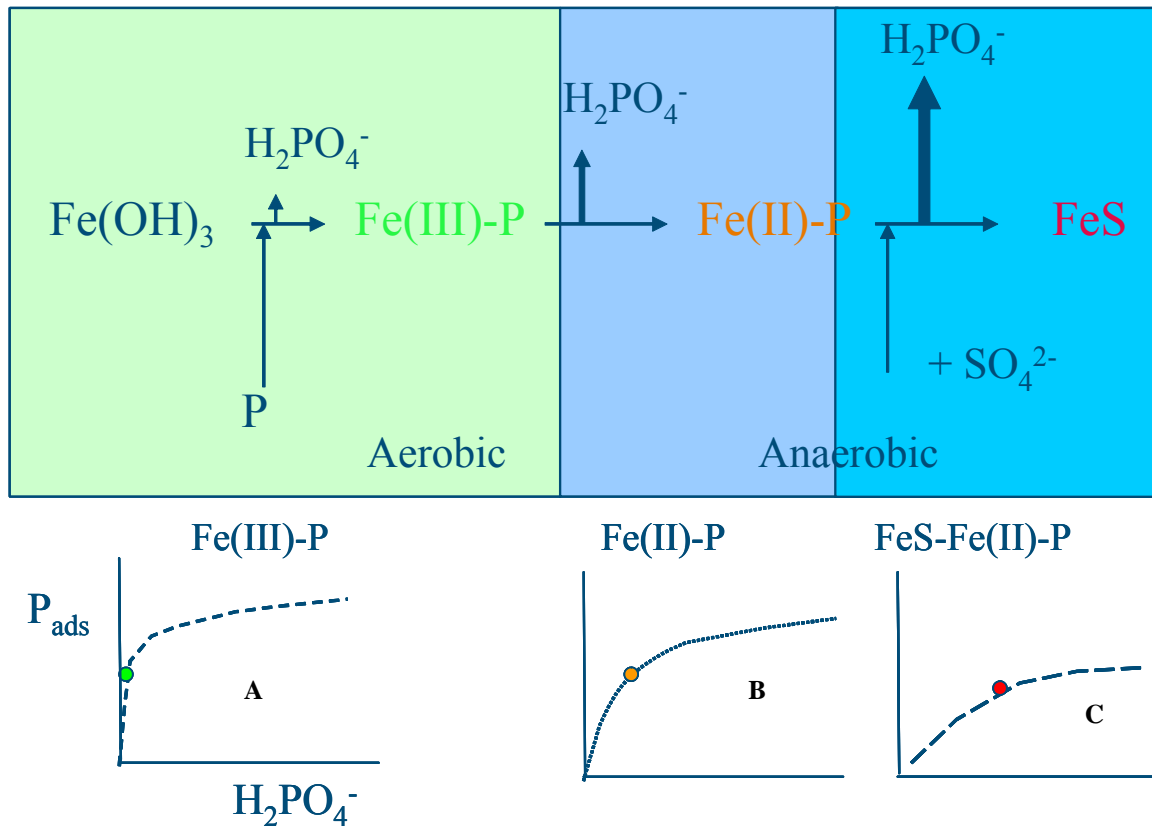 H₂PO₄⁻
H₂PO₄⁻
H₂PO₄⁻
Fe(OH)₃
Fe(III)-P
Fe(II)-P
FeS
+ SO₄²⁻
P
Aerobic
Anaerobic
Fe(III)-P
Fe(II)-P
FeS-Fe(II)-P
P_ads
A
B
C
H₂PO₄⁻